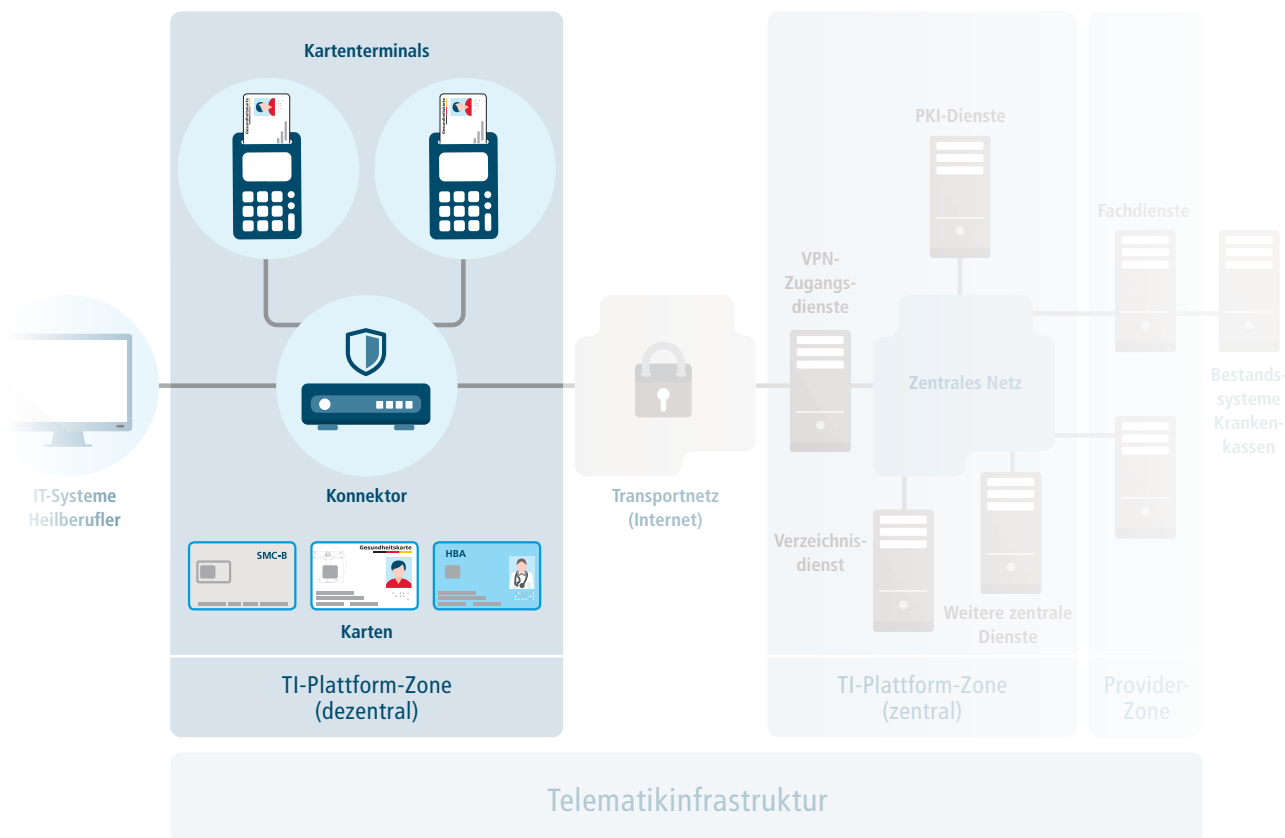 Kartenterminals
Gesundheitskarte
Gesundheitskarte
IT-Systeme
Heilberufler
Konnektor
SMC-B
Gesundheitskarte
HBA
Karten
TI-Plattform-Zone
(dezentral)
Transportnetz
(Internet)
PKI-Dienste
VPN-
Zugangs-
dienste
Zentrales Netz
Verzeichnis-
dienst
Weitere zentrale
Dienste
TI-Plattform-Zone
(zentral)
Fachdienste
Bestands-
systeme
Kranken-
kassen
Provider-
Zone
Telematikinfrastruktur